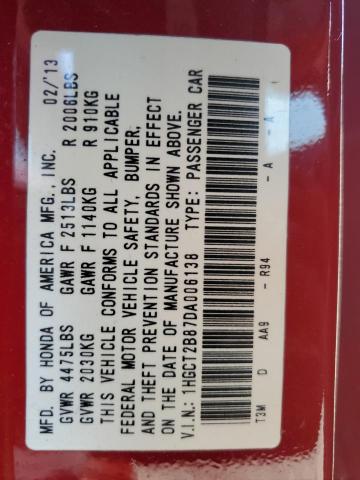 MFD. BY HONDA OF AMERICA MFG., INC. 02/'13
GVWR 4475LBS GAWR F 2513LBS R 2006LBS
GVWR 2030KG GAWR F 1140KG R 910KG
THIS VEHICLE CONFORMS TO ALL APPLICABLE
FEDERAL MOTOR VEHICLE SAFETY, BUMPER,
AND THEFT PREVENTION STANDARDS IN EFFECT
ON THE DATE OF MANUFACTURE SHOWN ABOVE.
V.I.N.: 1HGCT2B87DA006138 TYPE: PASSENGER CAR
T3M D AA9 - R94 - A - A